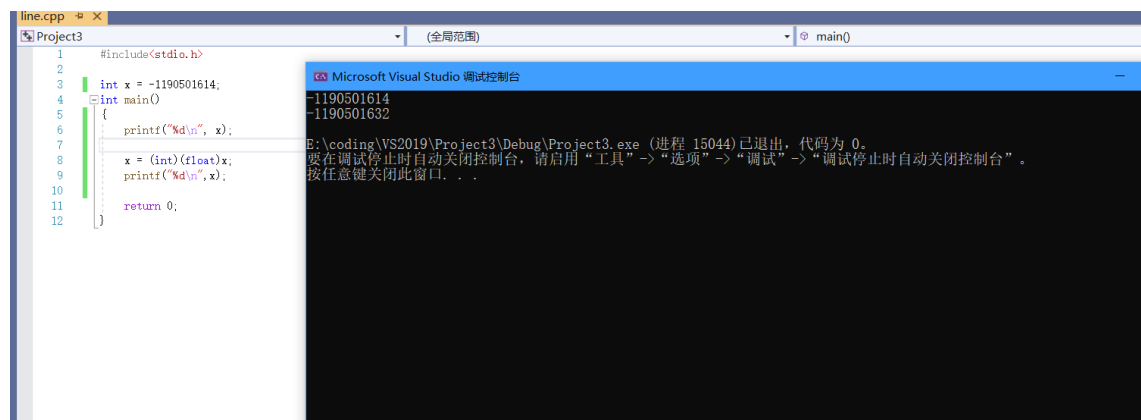 line.cpp
Project3 (全局范围) main()
1 #include<stdio.h>
2
3 int x = -1190501614;
4 int main()
5 {
6 printf("%d\n", x);
7
8 x = (int)(float)x;
9 printf("%d\n",x);
10
11 return 0;
12 }
Microsoft Visual Studio 调试控制台
-1190501614
-1190501632
E:\coding\VS2019\Project3\Debug\Project3.exe (进程 15044)已退出，代码为 0。
要在调试停止时自动关闭控制台，请启用“工具”->“选项”->“调试”->“调试停止时自动关闭控制台”。
按任意键关闭此窗口. . .